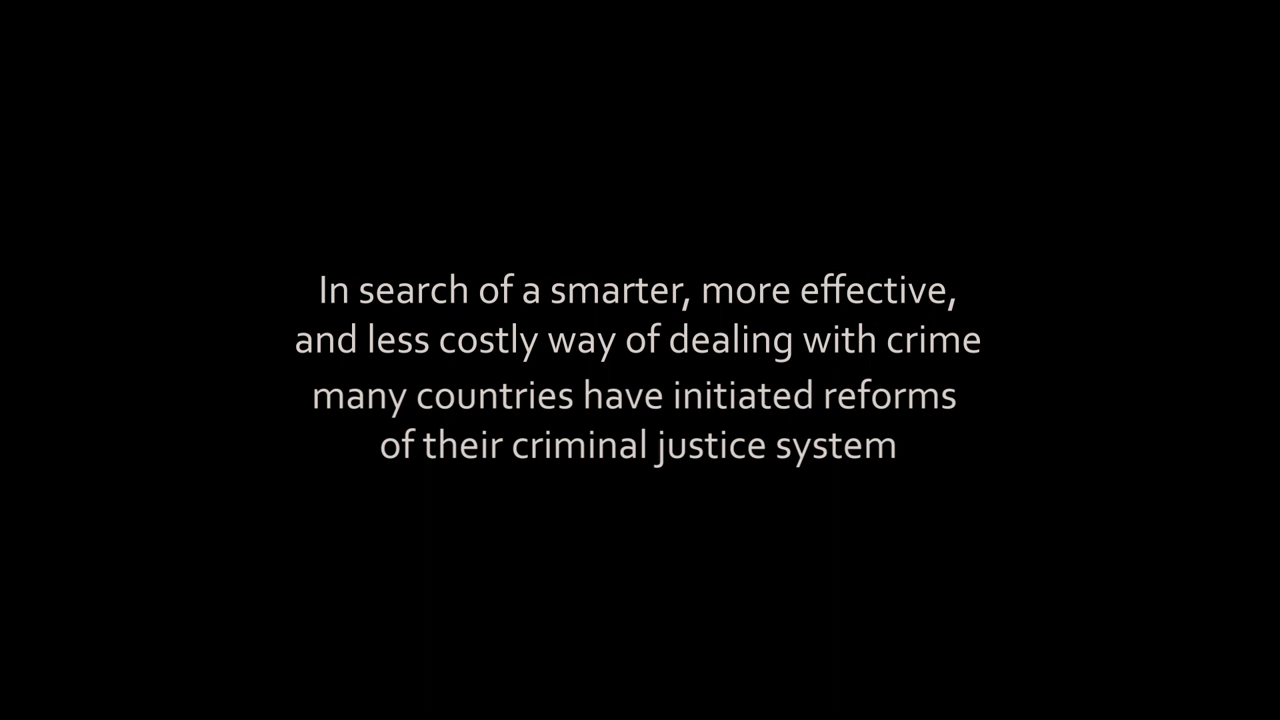 In search of a smarter, more effective,
and less costly way of dealing with crime
many countries have initiated reforms
of their criminal justice system